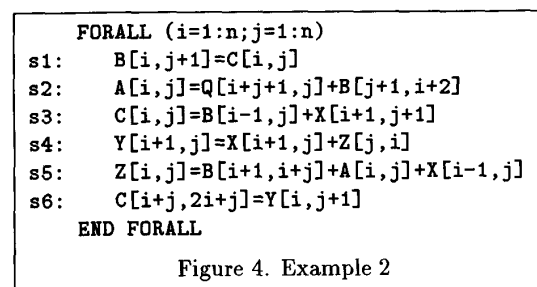 FORALL (i=1:n;j=1:n)
s1: B[i,j+1]=C[i,j]
s2: A[i,j]=Q[i+j+1,j]+B[j+1,i+2]
s3: C[i,j]=B[i-1,j]+X[i+1,j+1]
s4: Y[i+1,j]=X[i+1,j]+Z[j,i]
s5: Z[i,j]=B[i+1,i+j]+A[i,j]+X[i-1,j]
s6: C[i+j,2i+j]=Y[i,j+1]
END FORALL
Figure 4. Example 2